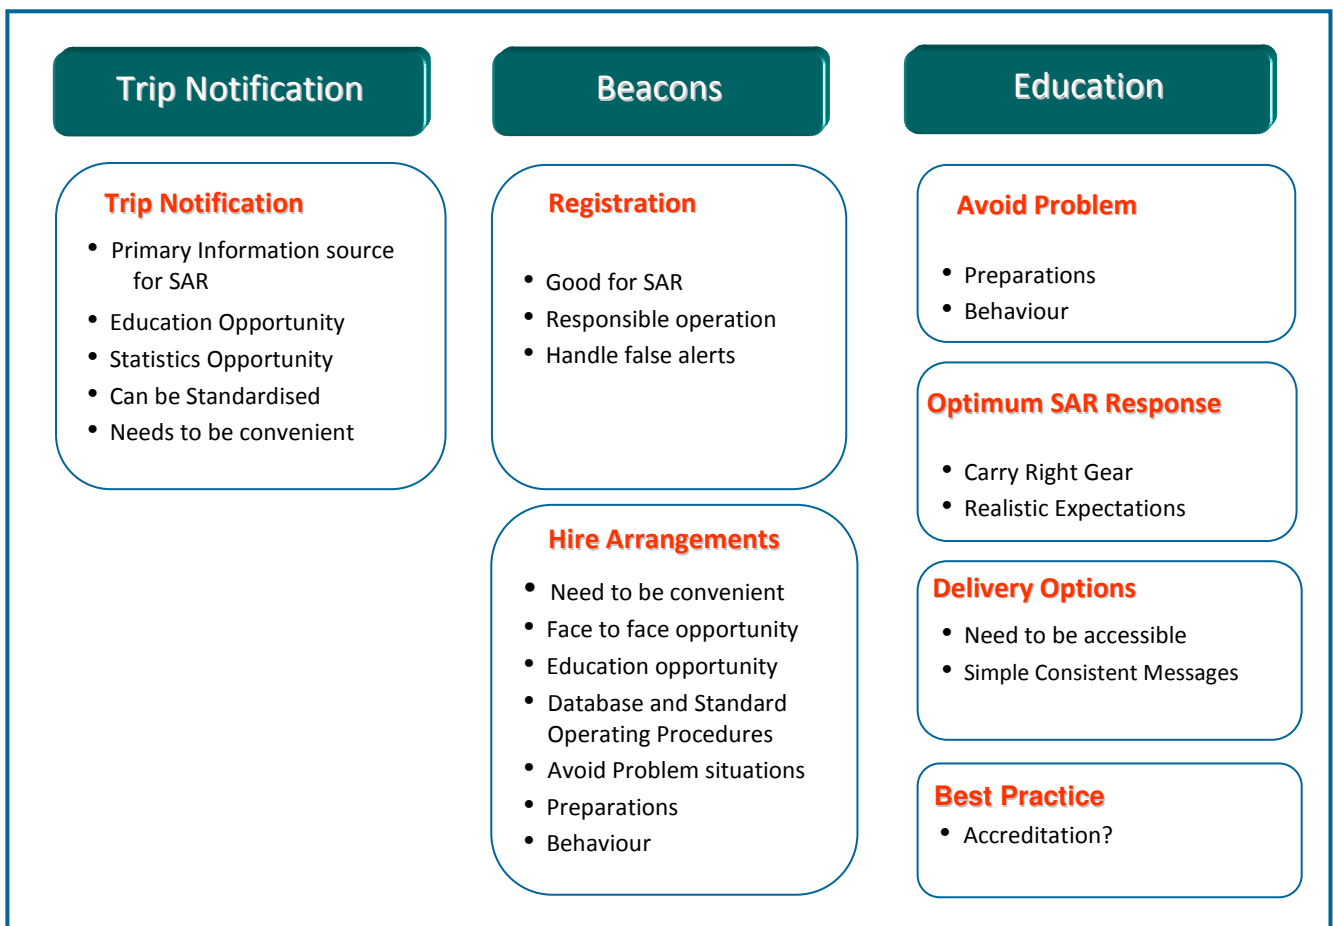 Trip Notification
Trip Notification
• Primary Information source
for SAR
• Education Opportunity
• Statistics Opportunity
• Can be Standardised
• Needs to be convenient
Beacons
Registration
• Good for SAR
• Responsible operation
• Handle false alerts
Hire Arrangements
• Need to be convenient
• Face to face opportunity
• Education opportunity
• Database and Standard
Operating Procedures
• Avoid Problem situations
• Preparations
• Behaviour
Education
Avoid Problem
• Preparations
• Behaviour
Optimum SAR Response
• Carry Right Gear
• Realistic Expectations
Delivery Options
• Need to be accessible
• Simple Consistent Messages
Best Practice
• Accreditation?